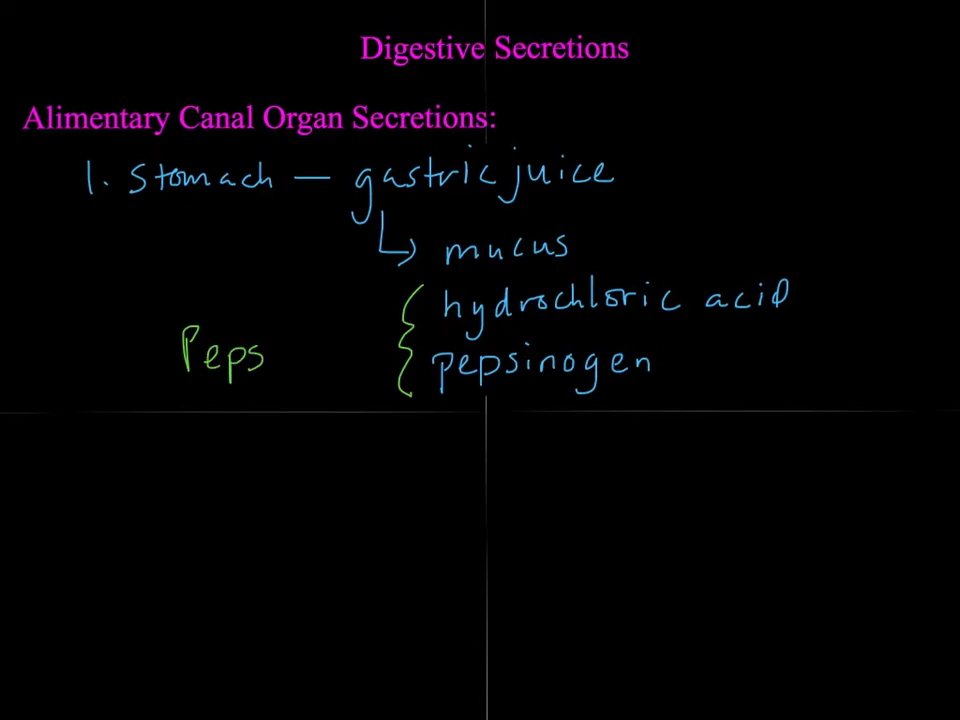 Digestive Secretions
Alimentary Canal Organ Secretions:
1. Stomach — gastric juice
mucus
hydrochloric acid
Peps
pepsinogen